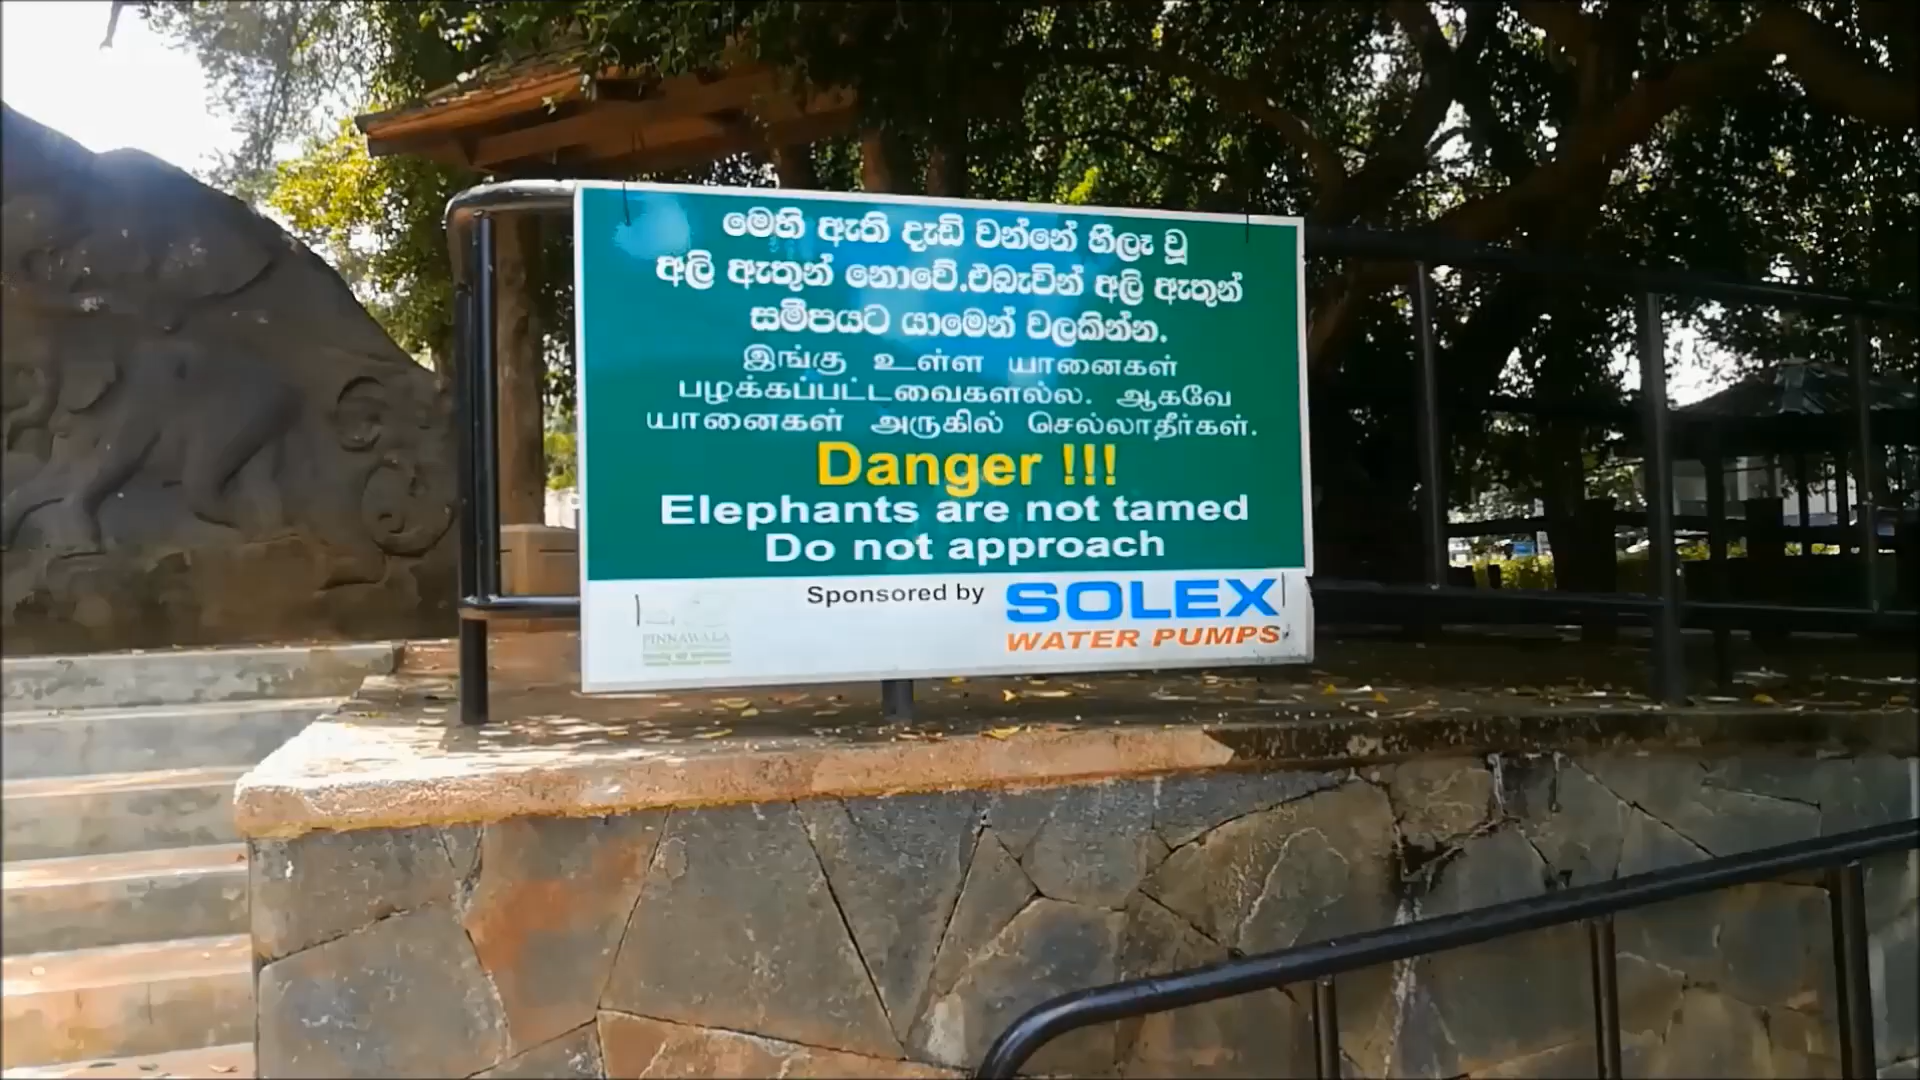 මෙහි ඇති දැඩි වන්නේ හීලෑ වූ
අලි ඇතුන් නොවේ.එබැවින් අලි ඇතුන්
සමීපයට යාමෙන් වලකින්න.
இங்கு உள்ள யானைகள்
பழக்கப்பட்டவைகளல்ல. ஆகவே
யானைகள் அருகில் செல்லாதீர்கள்.
Danger !!!
Elephants are not tamed
Do not approach
Sponsored by SOLEX
WATER PUMPS
PINNAWALA